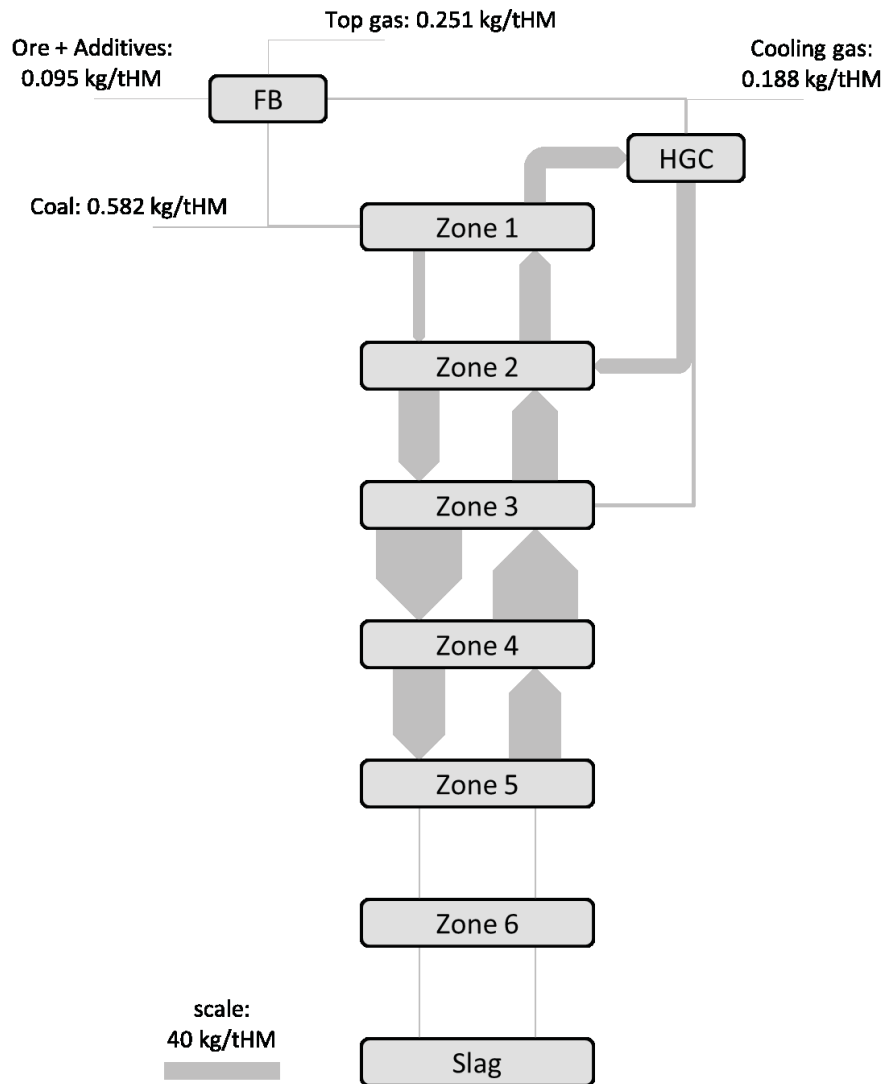 Top gas: 0.251 kg/tHM
Ore + Additives:
0.095 kg/tHM
Cooling gas:
0.188 kg/tHM
FB
HGC
Coal: 0.582 kg/tHM
Zone 1
Zone 2
Zone 3
Zone 4
Zone 5
Zone 6
scale:
40 kg/tHM
Slag